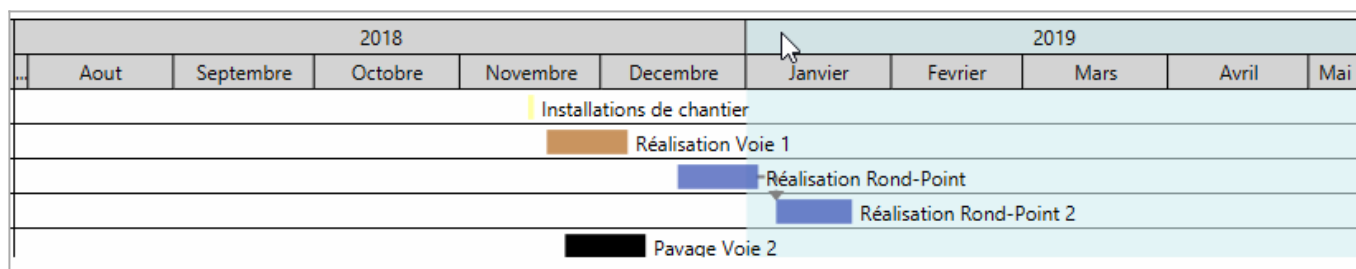 2018 2019
... Aout Septembre Octobre Novembre Decembre Janvier Fevrier Mars Avril Mai
Installations de chantier
Réalisation Voie 1
Réalisation Rond-Point
Réalisation Rond-Point 2
Pavage Voie 2